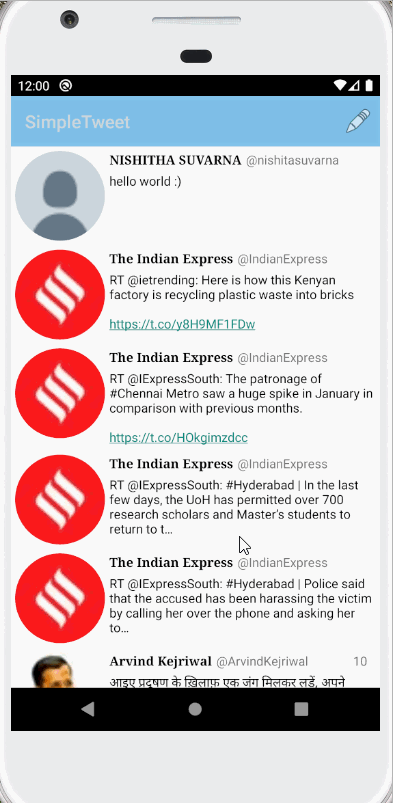 12:00
SimpleTweet
NISHITHA SUVARNA @nishitasuvarna
hello world :)
The Indian Express @IndianExpress
RT @ietrending: Here is how this Kenyan
factory is recycling plastic waste into bricks
https://t.co/y8H9MF1FDw
The Indian Express @IndianExpress
RT @IExpressSouth: The patronage of
#Chennai Metro saw a huge spike in January in
comparison with previous months.
https://t.co/HOkgimzdcc
The Indian Express @IndianExpress
RT @IExpressSouth: #Hyderabad | In the last
few days, the UoH has permitted over 700
research scholars and Master's students to
return to t…
The Indian Express @IndianExpress
RT @IExpressSouth: #Hyderabad | Police said
that the accused has been harassing the victim
by calling her over the phone and asking her
to…
Arvind Kejriwal @ArvindKejriwal 10
आइए प्रदूषण के ख़िलाफ़ एक जंग मिलकर लड़ें, अपने